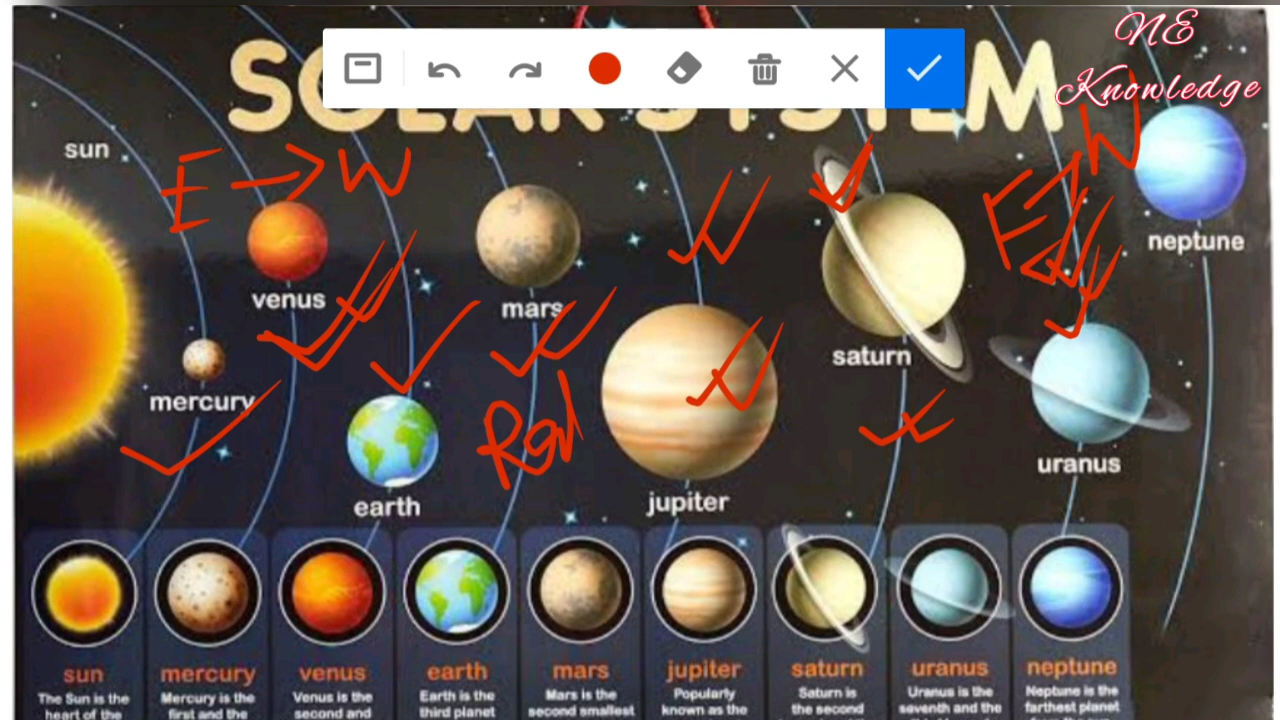 NE
Knowledge
SOLAR SYSTEM
sun
E → W
E → W
neptune
venus
mars
saturn
mercury
Red
uranus
earth
jupiter
sun
The Sun is the
heart of the
mercury
Mercury is the
first and the
venus
Venus is the
second and
earth
Earth is the
third planet
mars
Mars is the
second smallest
jupiter
Popularly
known as the
saturn
Saturn is
the second
uranus
Uranus is the
seventh and the
neptune
Neptune is the
farthest planet